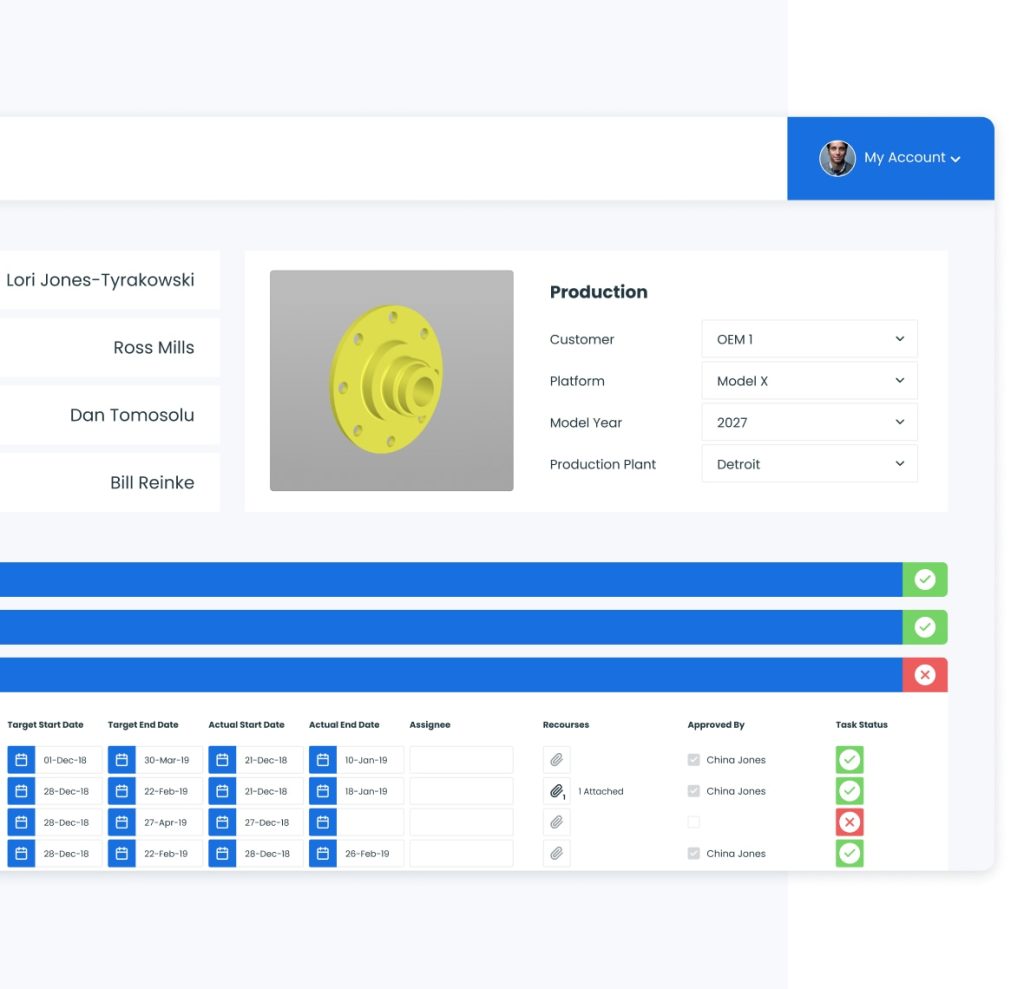 My Account
Lori Jones-Tyrakowski
Ross Mills
Dan Tomosolu
Bill Reinke
Production
Customer OEM 1
Platform Model X
Model Year 2027
Production Plant Detroit
Target Start Date Target End Date Actual Start Date Actual End Date Assignee Recourses Approved By Task Status
01-Dec-18 30-Mar-19 21-Dec-18 10-Jan-19 China Jones
28-Dec-18 22-Feb-19 21-Dec-18 18-Jan-19 1 1 Attached China Jones
28-Dec-18 27-Apr-19 27-Dec-18
28-Dec-18 22-Feb-19 28-Dec-18 26-Feb-19 China Jones